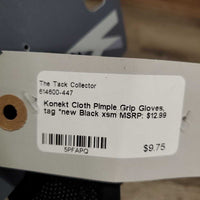 The Tack Collector
614600-447
Konekt Cloth Pimple Grip Gloves,
tag *new Black xsm MSRP: $12.99
5PFAPQ
$9.75